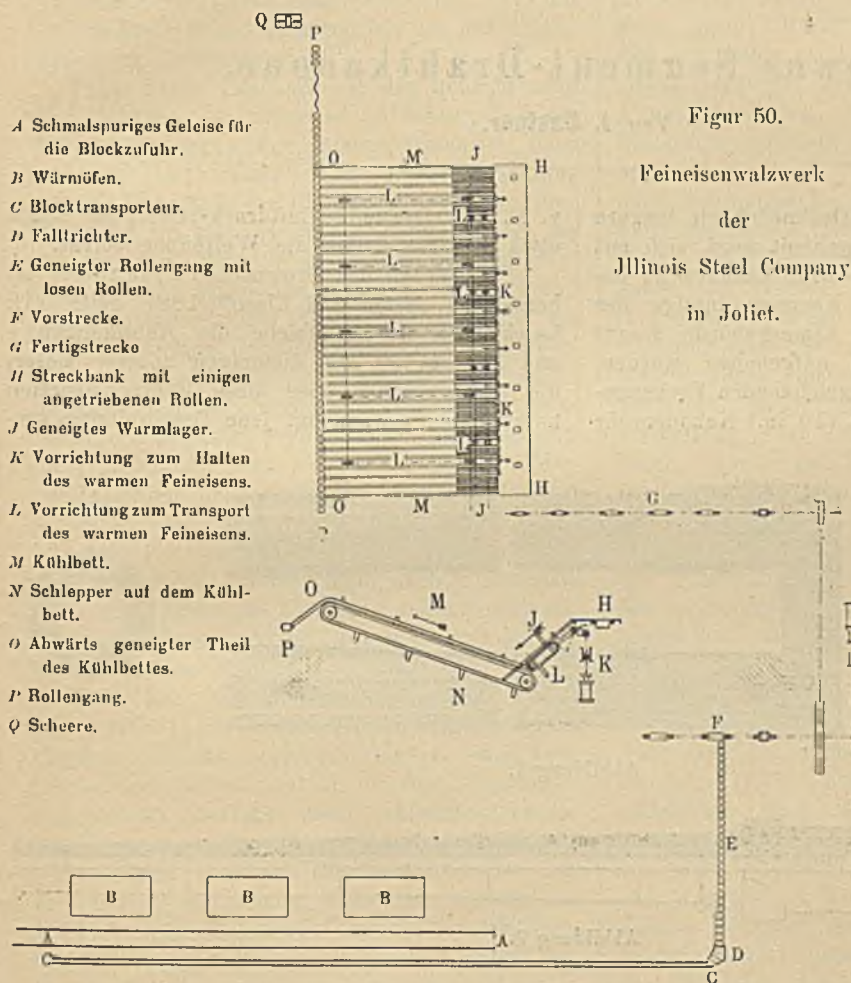 A Schmalspuriges Geleise für
die Blockzufuhr.
B Wärmöfen.
C Blocktransporteur.
D Falltrichter.
E Geneigter Rollengang mit
losen Rollen.
F Vorstrecke.
G Fertigstrecke
H Streckbank mit einigen
angetriebenen Rollen.
J Geneigtes Warmlager.
K Vorrichtung zum Halten
des warmen Feineisens.
L Vorrichtung zum Transport
des warmen Feineisens.
M Kühlbett.
N Schlepper auf dem Kühl-
bett.
O Abwärts geneigter Theil
des Kühlbettes.
P Rollengang.
Q Scheere.
Figur 50.
Feineisenwalzwerk
der
Jllinois Steel Company
in Joliet.
Q
P
O M J H
L
L
L
L K
L
L
K
L
L
O M J H
G
O M J H
P N L K
F
E
B B B
A A
C C D